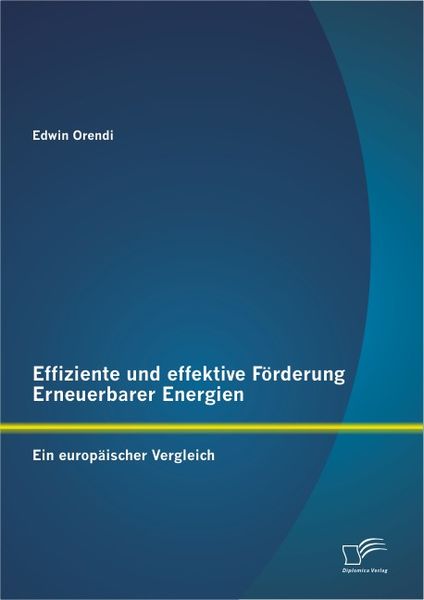 Edwin Orendi
Effiziente und effektive Förderung
Erneuerbarer Energien
Ein europäischer Vergleich
Diplomica Verlag